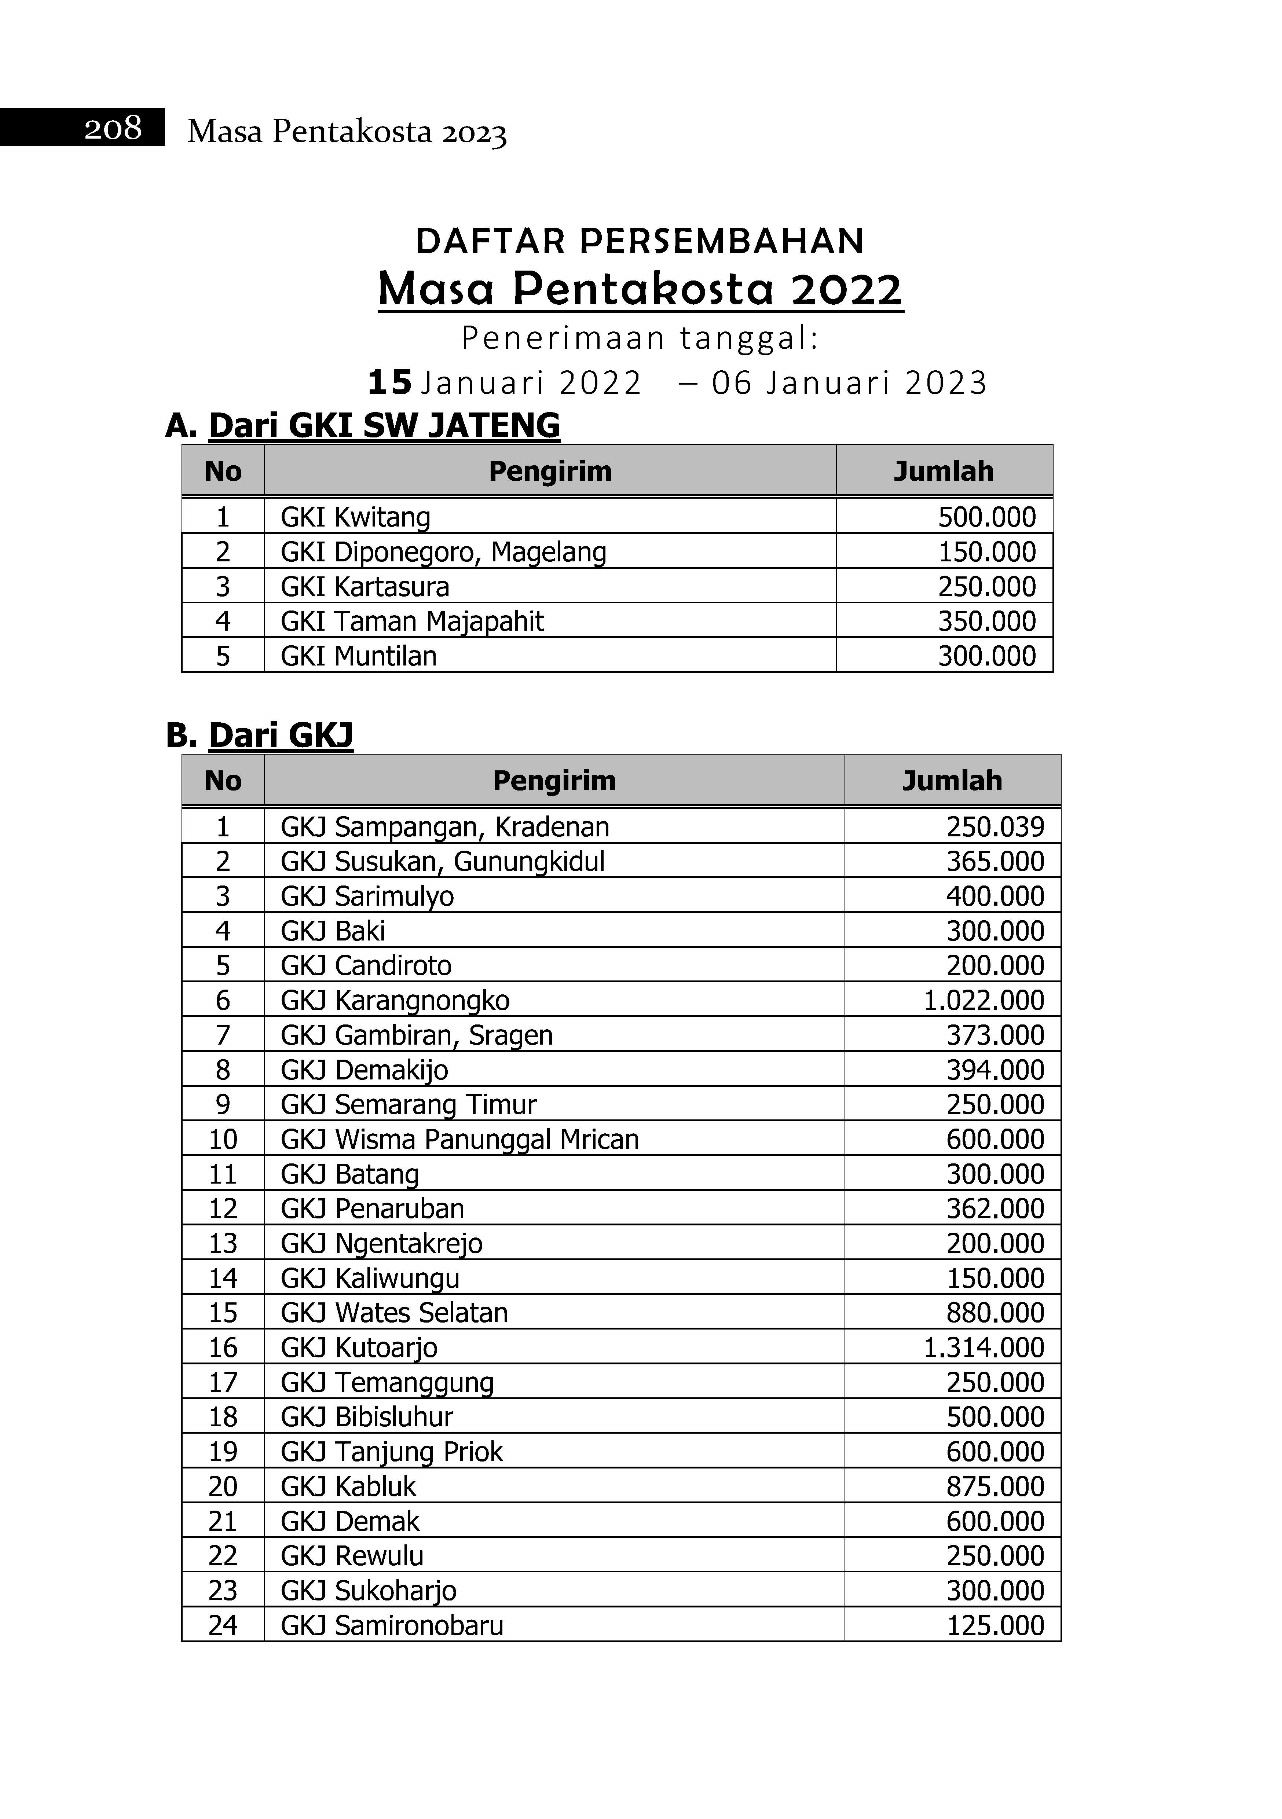 208 Masa Pentakosta 2023
DAFTAR PERSEMBAHAN
Masa Pentakosta 2022
Penerimaan tanggal:
15 Januari 2022 – 06 Januari 2023
A. Dari GKI SW JATENG
No Pengirim Jumlah
1 GKI Kwitang 500.000
2 GKI Diponegoro, Magelang 150.000
3 GKI Kartasura 250.000
4 GKI Taman Majapahit 350.000
5 GKI Muntilan 300.000
B. Dari GKJ
No Pengirim Jumlah
1 GKJ Sampangan, Kradenan 250.039
2 GKJ Susukan, Gunungkidul 365.000
3 GKJ Sarimulyo 400.000
4 GKJ Baki 300.000
5 GKJ Candiroto 200.000
6 GKJ Karangnongko 1.022.000
7 GKJ Gambiran, Sragen 373.000
8 GKJ Demakijo 394.000
9 GKJ Semarang Timur 250.000
10 GKJ Wisma Panunggal Mrican 600.000
11 GKJ Batang 300.000
12 GKJ Penaruban 362.000
13 GKJ Ngentakrejo 200.000
14 GKJ Kaliwungu 150.000
15 GKJ Wates Selatan 880.000
16 GKJ Kutoarjo 1.314.000
17 GKJ Temanggung 250.000
18 GKJ Bibisluhur 500.000
19 GKJ Tanjung Priok 600.000
20 GKJ Kabluk 875.000
21 GKJ Demak 600.000
22 GKJ Rewulu 250.000
23 GKJ Sukoharjo 300.000
24 GKJ Samironobaru 125.000